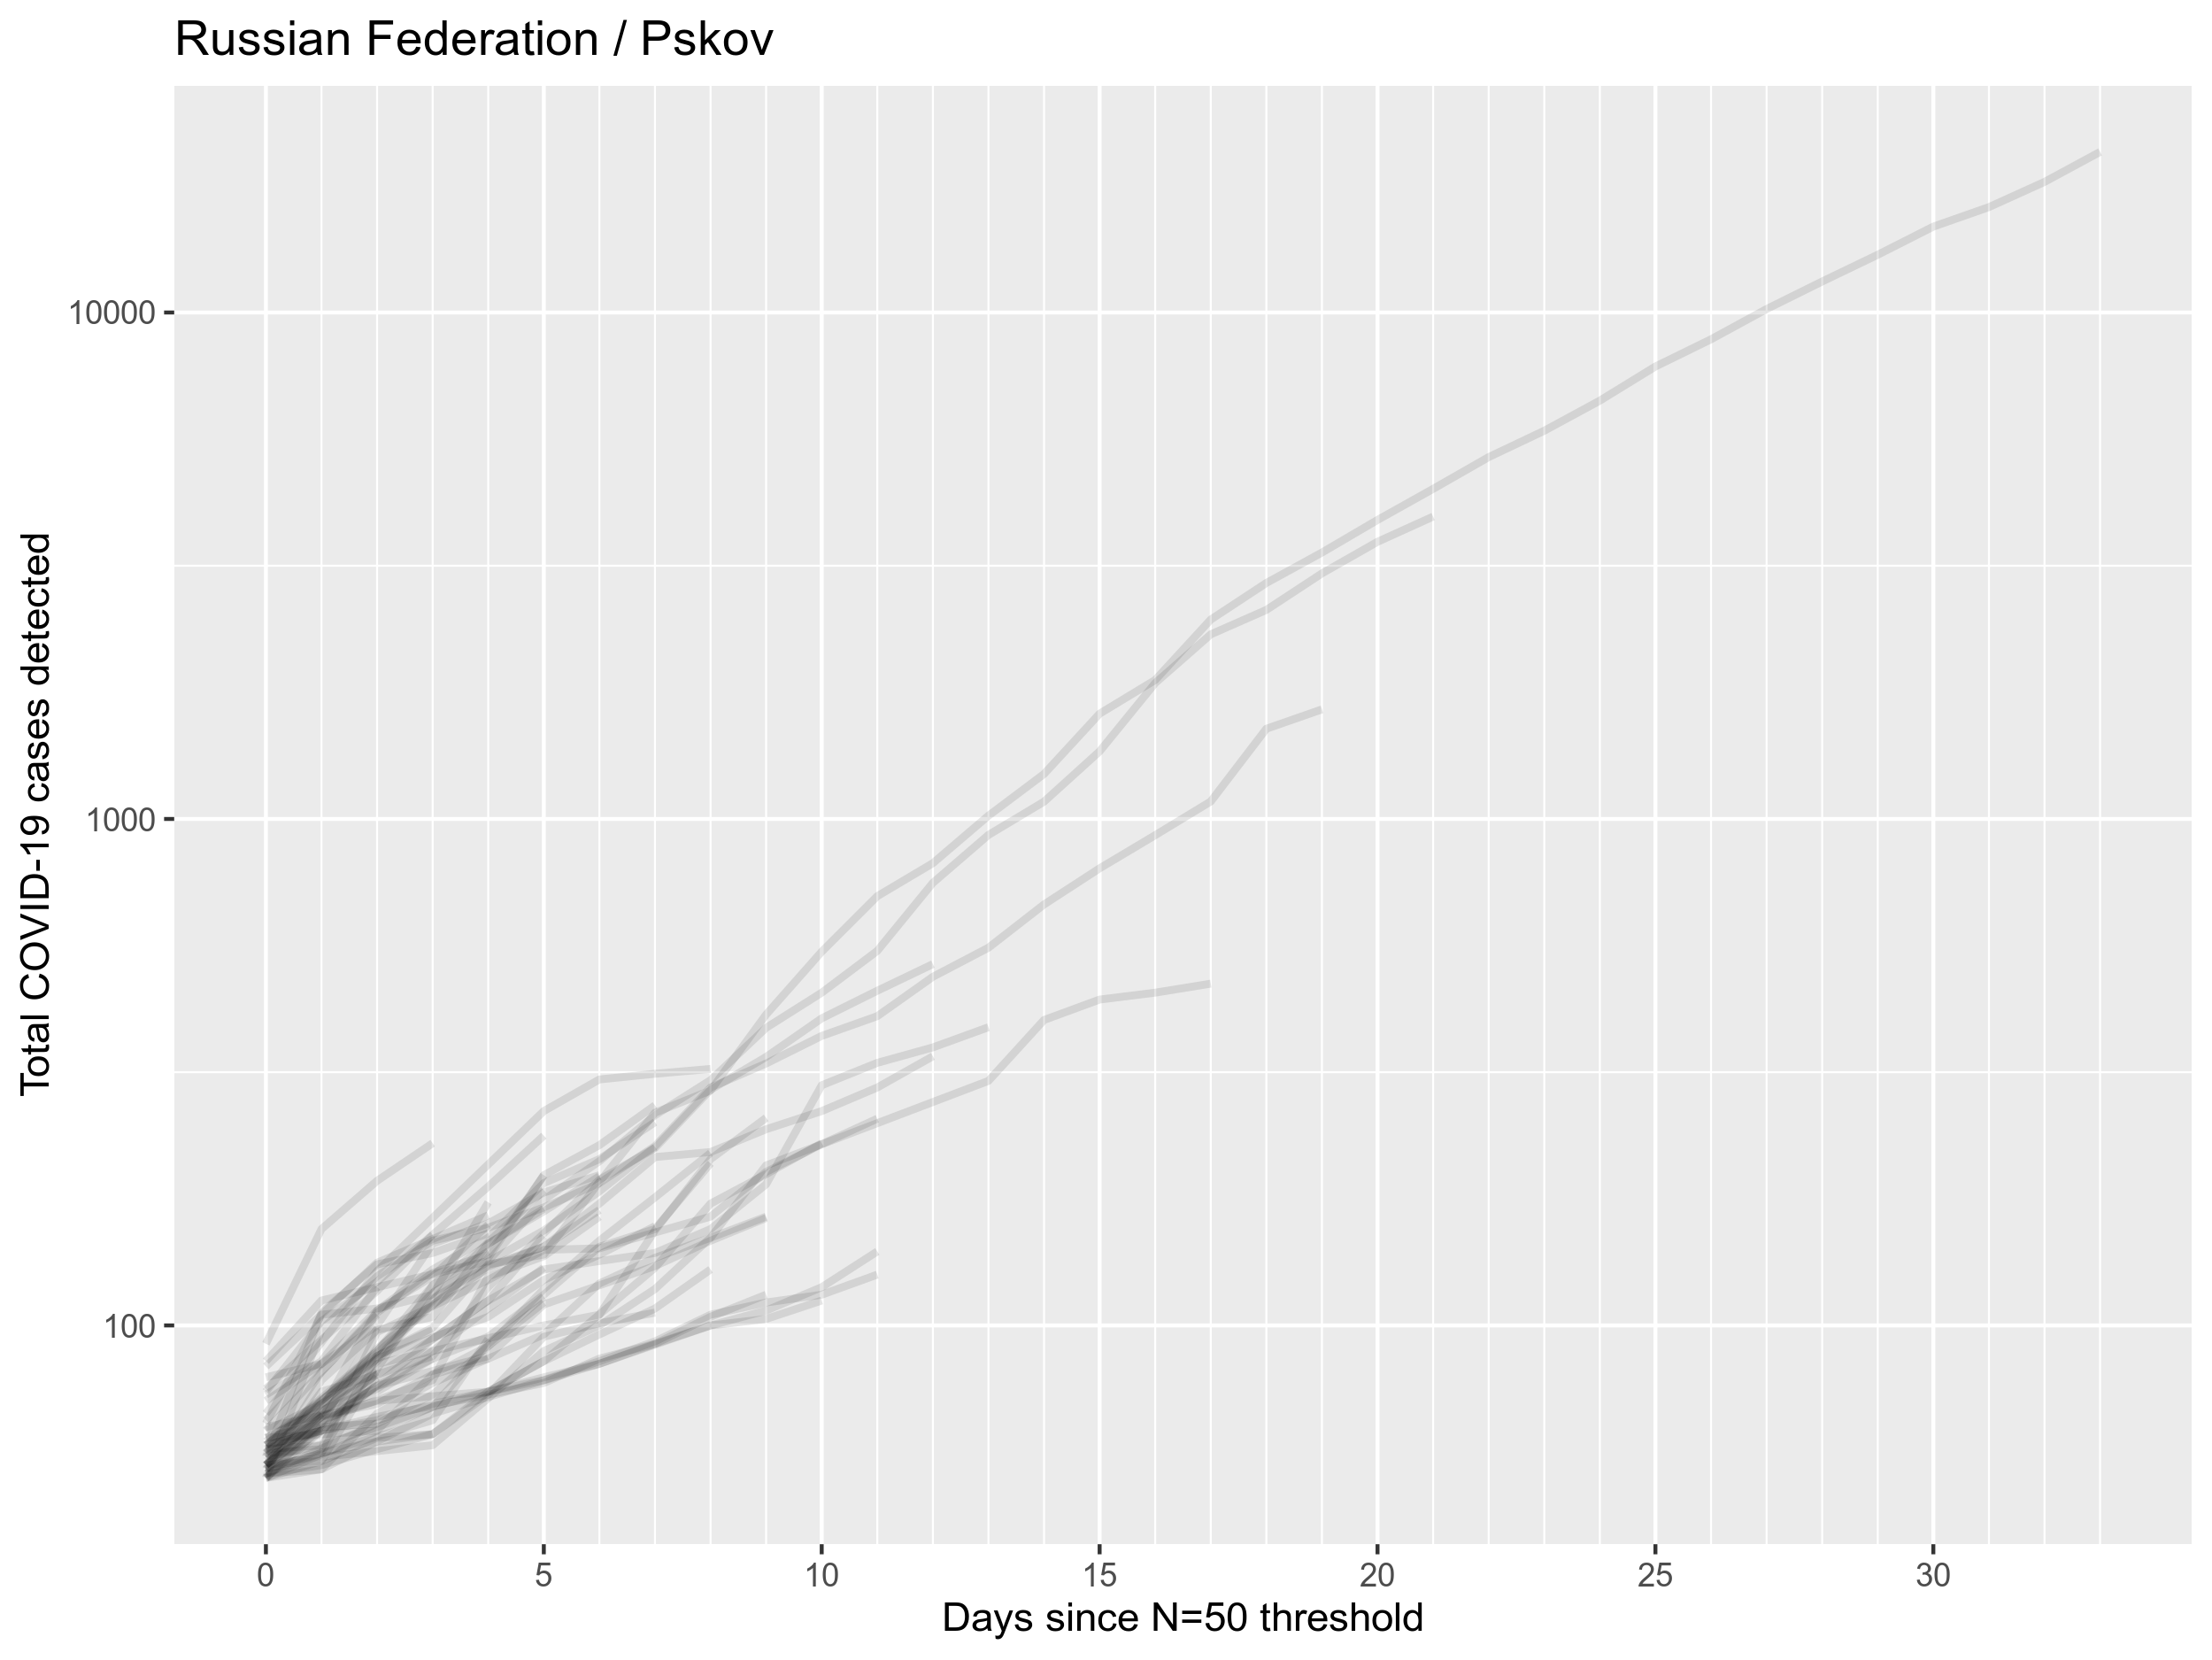 Russian Federation / Pskov
Total COVID-19 cases detected
10000
1000
100
0 5 10 15 20 25 30
Days since N=50 threshold